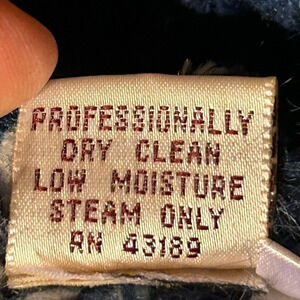 PROFESSIONALLY
DRY CLEAN
LOW MOISTURE
STEAM ONLY
RN 43189